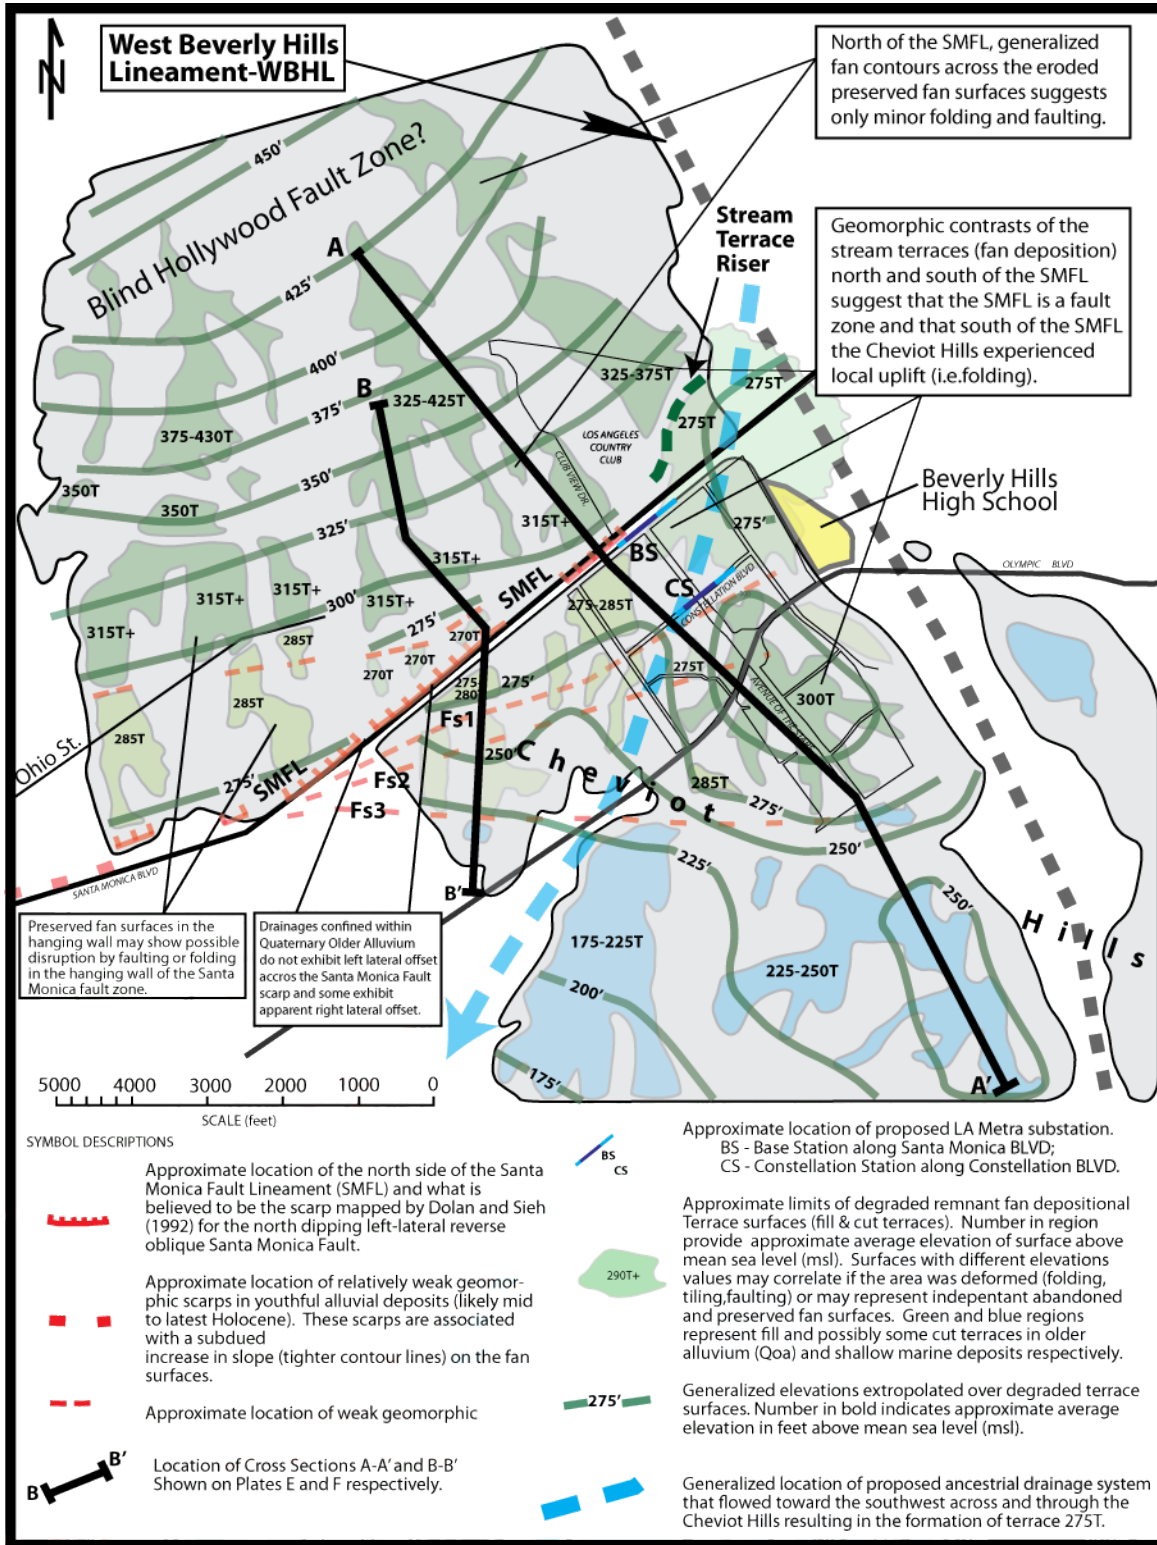 N
West Beverly Hills
Lineament-WBHL
North of the SMFL, generalized
fan contours across the eroded
preserved fan surfaces suggests
only minor folding and faulting.
Geomorphic contrasts of the
stream terraces (fan deposition)
north and south of the SMFL
suggest that the SMFL is a fault
zone and that south of the SMFL
the Cheviot Hills experienced
local uplift (i.e.folding).
Stream
Terrace
Riser
450'
Blind Hollywood Fault Zone?
A
425'
400'
B
375'
325-425T
325-375T
275T
275T
375-430T
LOS ANGELES
COUNTRY
CLUB
CLUB VIEW DR.
350'
350T
350T
325'
315T+
275'
Beverly Hills
High School
BS
SMFL
315T+
OLYMPIC BLVD
CS
CONSTELLATION BLVD
315T+
315T+
315T+
300'
275-285T
275'
315T+
285T
270T
270T
270T
275T
275-
280T
275'
285T
Fs1
AVENUE OF THE STARS
300T
285T
250'
Cheviot
Ohio St.
275'
SMFL
Fs2
285T
275'
Fs3
250'
225'
SANTA MONICA BLVD
B'
250'
Hills
Preserved fan surfaces in the
hanging wall may show possible
disruption by faulting or folding
in the hanging wall of the Santa
Monica fault zone.
Drainages confined within
Quaternary Older Alluvium
do not exhibit left lateral offset
accros the Santa Monica Fault
scarp and some exhibit
apparent right lateral offset.
175-225T
225-250T
200'
175'
A'
5000 4000 3000 2000 1000 0
SCALE (feet)
SYMBOL DESCRIPTIONS
Approximate location of the north side of the Santa
Monica Fault Lineament (SMFL) and what is
believed to be the scarp mapped by Dolan and Sieh
(1992) for the north dipping left-lateral reverse
oblique Santa Monica Fault.
Approximate location of relatively weak geomor-
phic scarps in youthful alluvial deposits (likely mid
to latest Holocene). These scarps are associated
with a subdued
increase in slope (tighter contour lines) on the fan
surfaces.
Approximate location of weak geomorphic
B B'
Location of Cross Sections A-A' and B-B'
Shown on Plates E and F respectively.
BS
CS
Approximate location of proposed LA Metra substation.
BS - Base Station along Santa Monica BLVD;
CS - Constellation Station along Constellation BLVD.
290T+
Approximate limits of degraded remnant fan depositional
Terrace surfaces (fill & cut terraces). Number in region
provide approximate average elevation of surface above
mean sea level (msl). Surfaces with different elevations
values may correlate if the area was deformed (folding,
tiling,faulting) or may represent indepentant abandoned
and preserved fan surfaces. Green and blue regions
represent fill and possibly some cut terraces in older
alluvium (Qoa) and shallow marine deposits respectively.
275'
Generalized elevations extropolated over degraded terrace
surfaces. Number in bold indicates approximate average
elevation in feet above mean sea level (msl).
Generalized location of proposed ancestral drainage system
that flowed toward the southwest across and through the
Cheviot Hills resulting in the formation of terrace 275T.